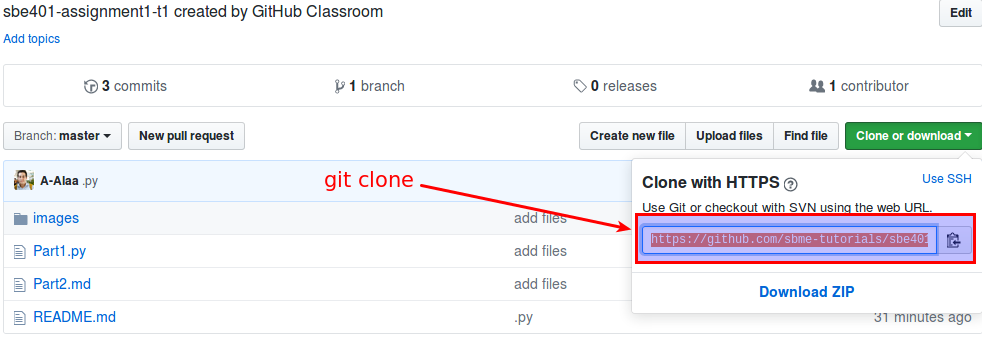 sbe401-assignment1-t1 created by GitHub Classroom
Edit
Add topics
3 commits
1 branch
0 releases
1 contributor
Branch: master
New pull request
Create new file
Upload files
Find file
Clone or download
A-Alaa .py
git clone
Clone with HTTPS
Use SSH
Use Git or checkout with SVN using the web URL.
https://github.com/sbme-tutorials/sbe401
Download ZIP
images
add files
Part1.py
add files
Part2.md
add files
README.md
.py
31 minutes ago